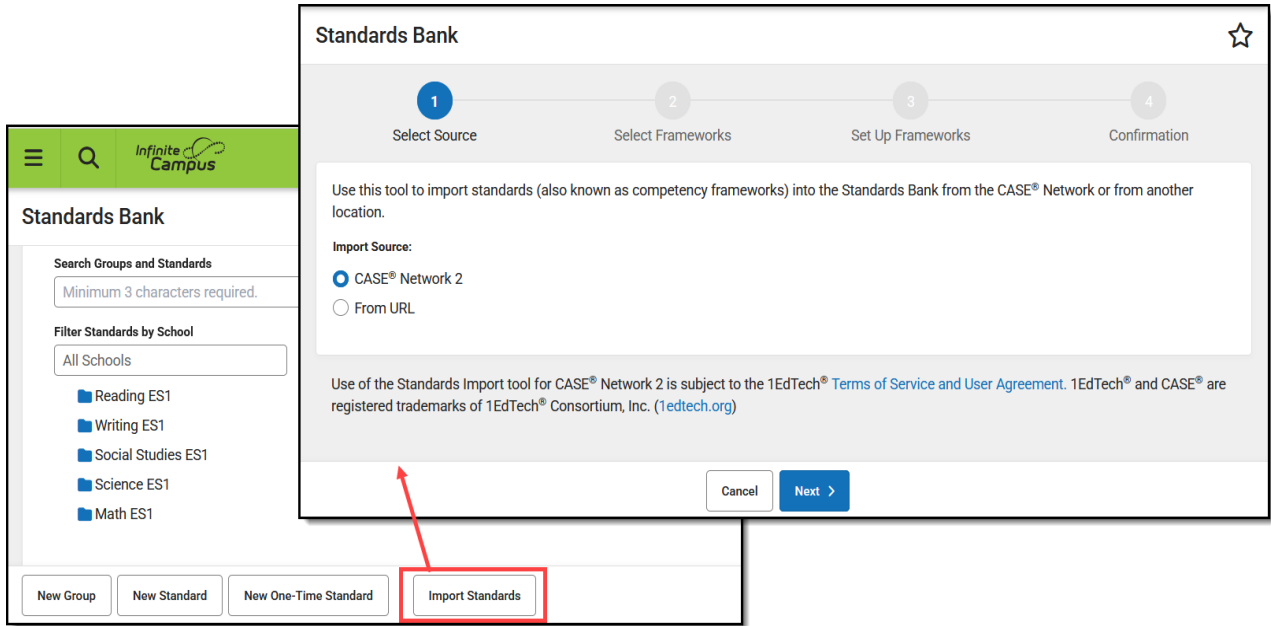 Standards Bank
1
2
3
4
Select Source
Select Frameworks
Set Up Frameworks
Confirmation
Use this tool to import standards (also known as competency frameworks) into the Standards Bank from the CASE® Network or from another
location.
Import Source:
CASE® Network 2
From URL
Use of the Standards Import tool for CASE® Network 2 is subject to the 1EdTech® Terms of Service and User Agreement. 1EdTech® and CASE® are
registered trademarks of 1EdTech® Consortium, Inc. (1edtech.org)
Cancel
Next
Infinite
Campus
Standards Bank
Search Groups and Standards
Minimum 3 characters required.
Filter Standards by School
All Schools
Reading ES1
Writing ES1
Social Studies ES1
Science ES1
Math ES1
New Group
New Standard
New One-Time Standard
Import Standards